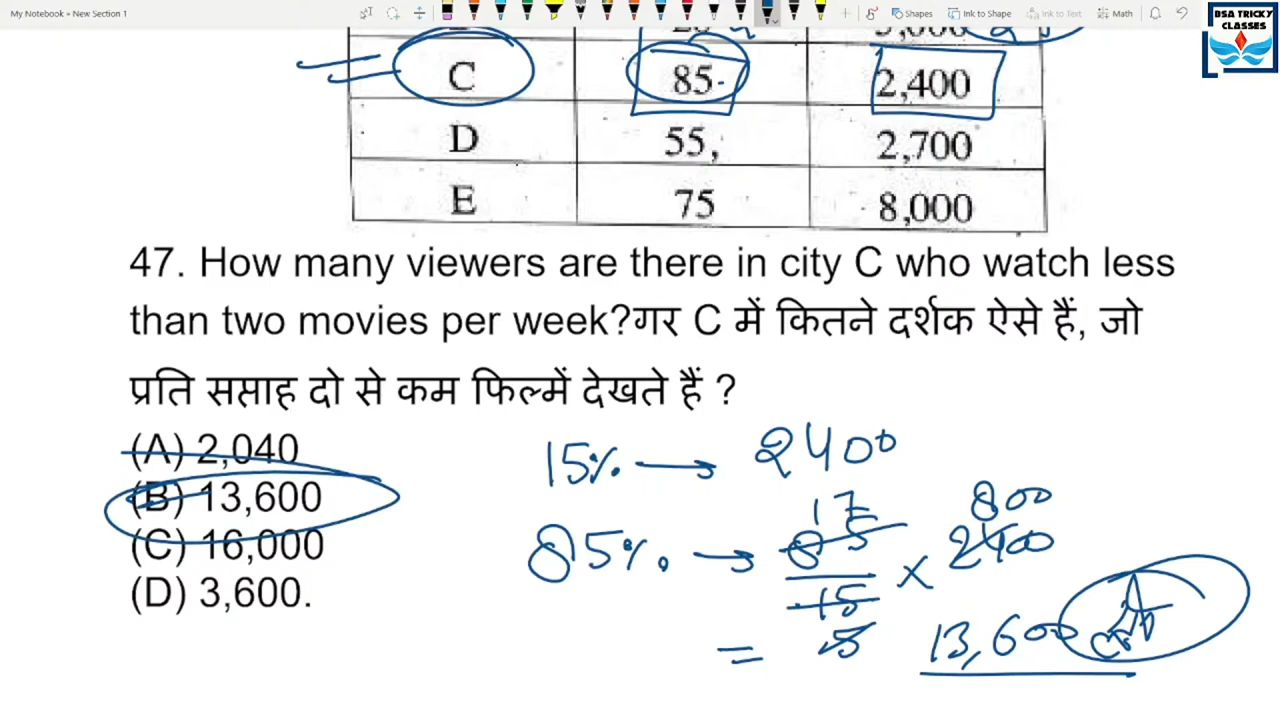 My Notebook » New Section 1
Shapes
Ink to Shape
Ink to Text
Math
BSA TRICKY
CLASSES
C 85 2,400
D 55, 2,700
E 75 8,000
47. How many viewers are there in city C who watch less
than two movies per week?गर C में कितने दर्शक ऐसे हैं, जो
प्रति सप्ताह दो से कम फिल्में देखते हैं ?
(A) 2,040
(B) 13,600
(C) 16,000
(D) 3,600.
15% → 2400
17 800
85% → 85/15 × 2400
5
= 13,600